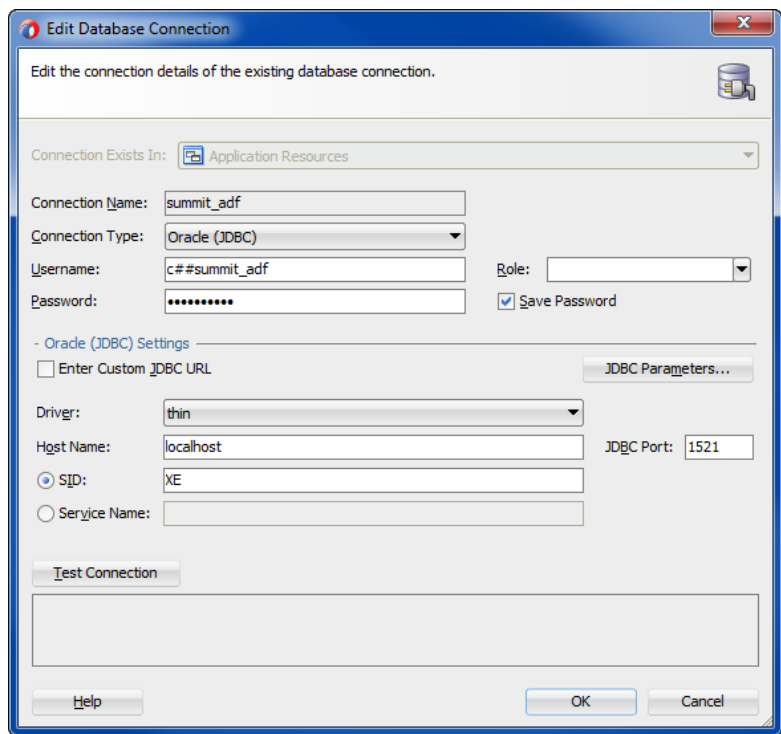 Edit Database Connection
Edit the connection details of the existing database connection.
Connection Exists In: Application Resources
Connection Name: summit_adf
Connection Type: Oracle (JDBC)
Username: c##summit_adf Role:
Password: •••••••••• Save Password
- Oracle (JDBC) Settings
Enter Custom JDBC URL JDBC Parameters...
Driver: thin
Host Name: localhost JDBC Port: 1521
SID: XE
Service Name:
Test Connection
Help OK Cancel